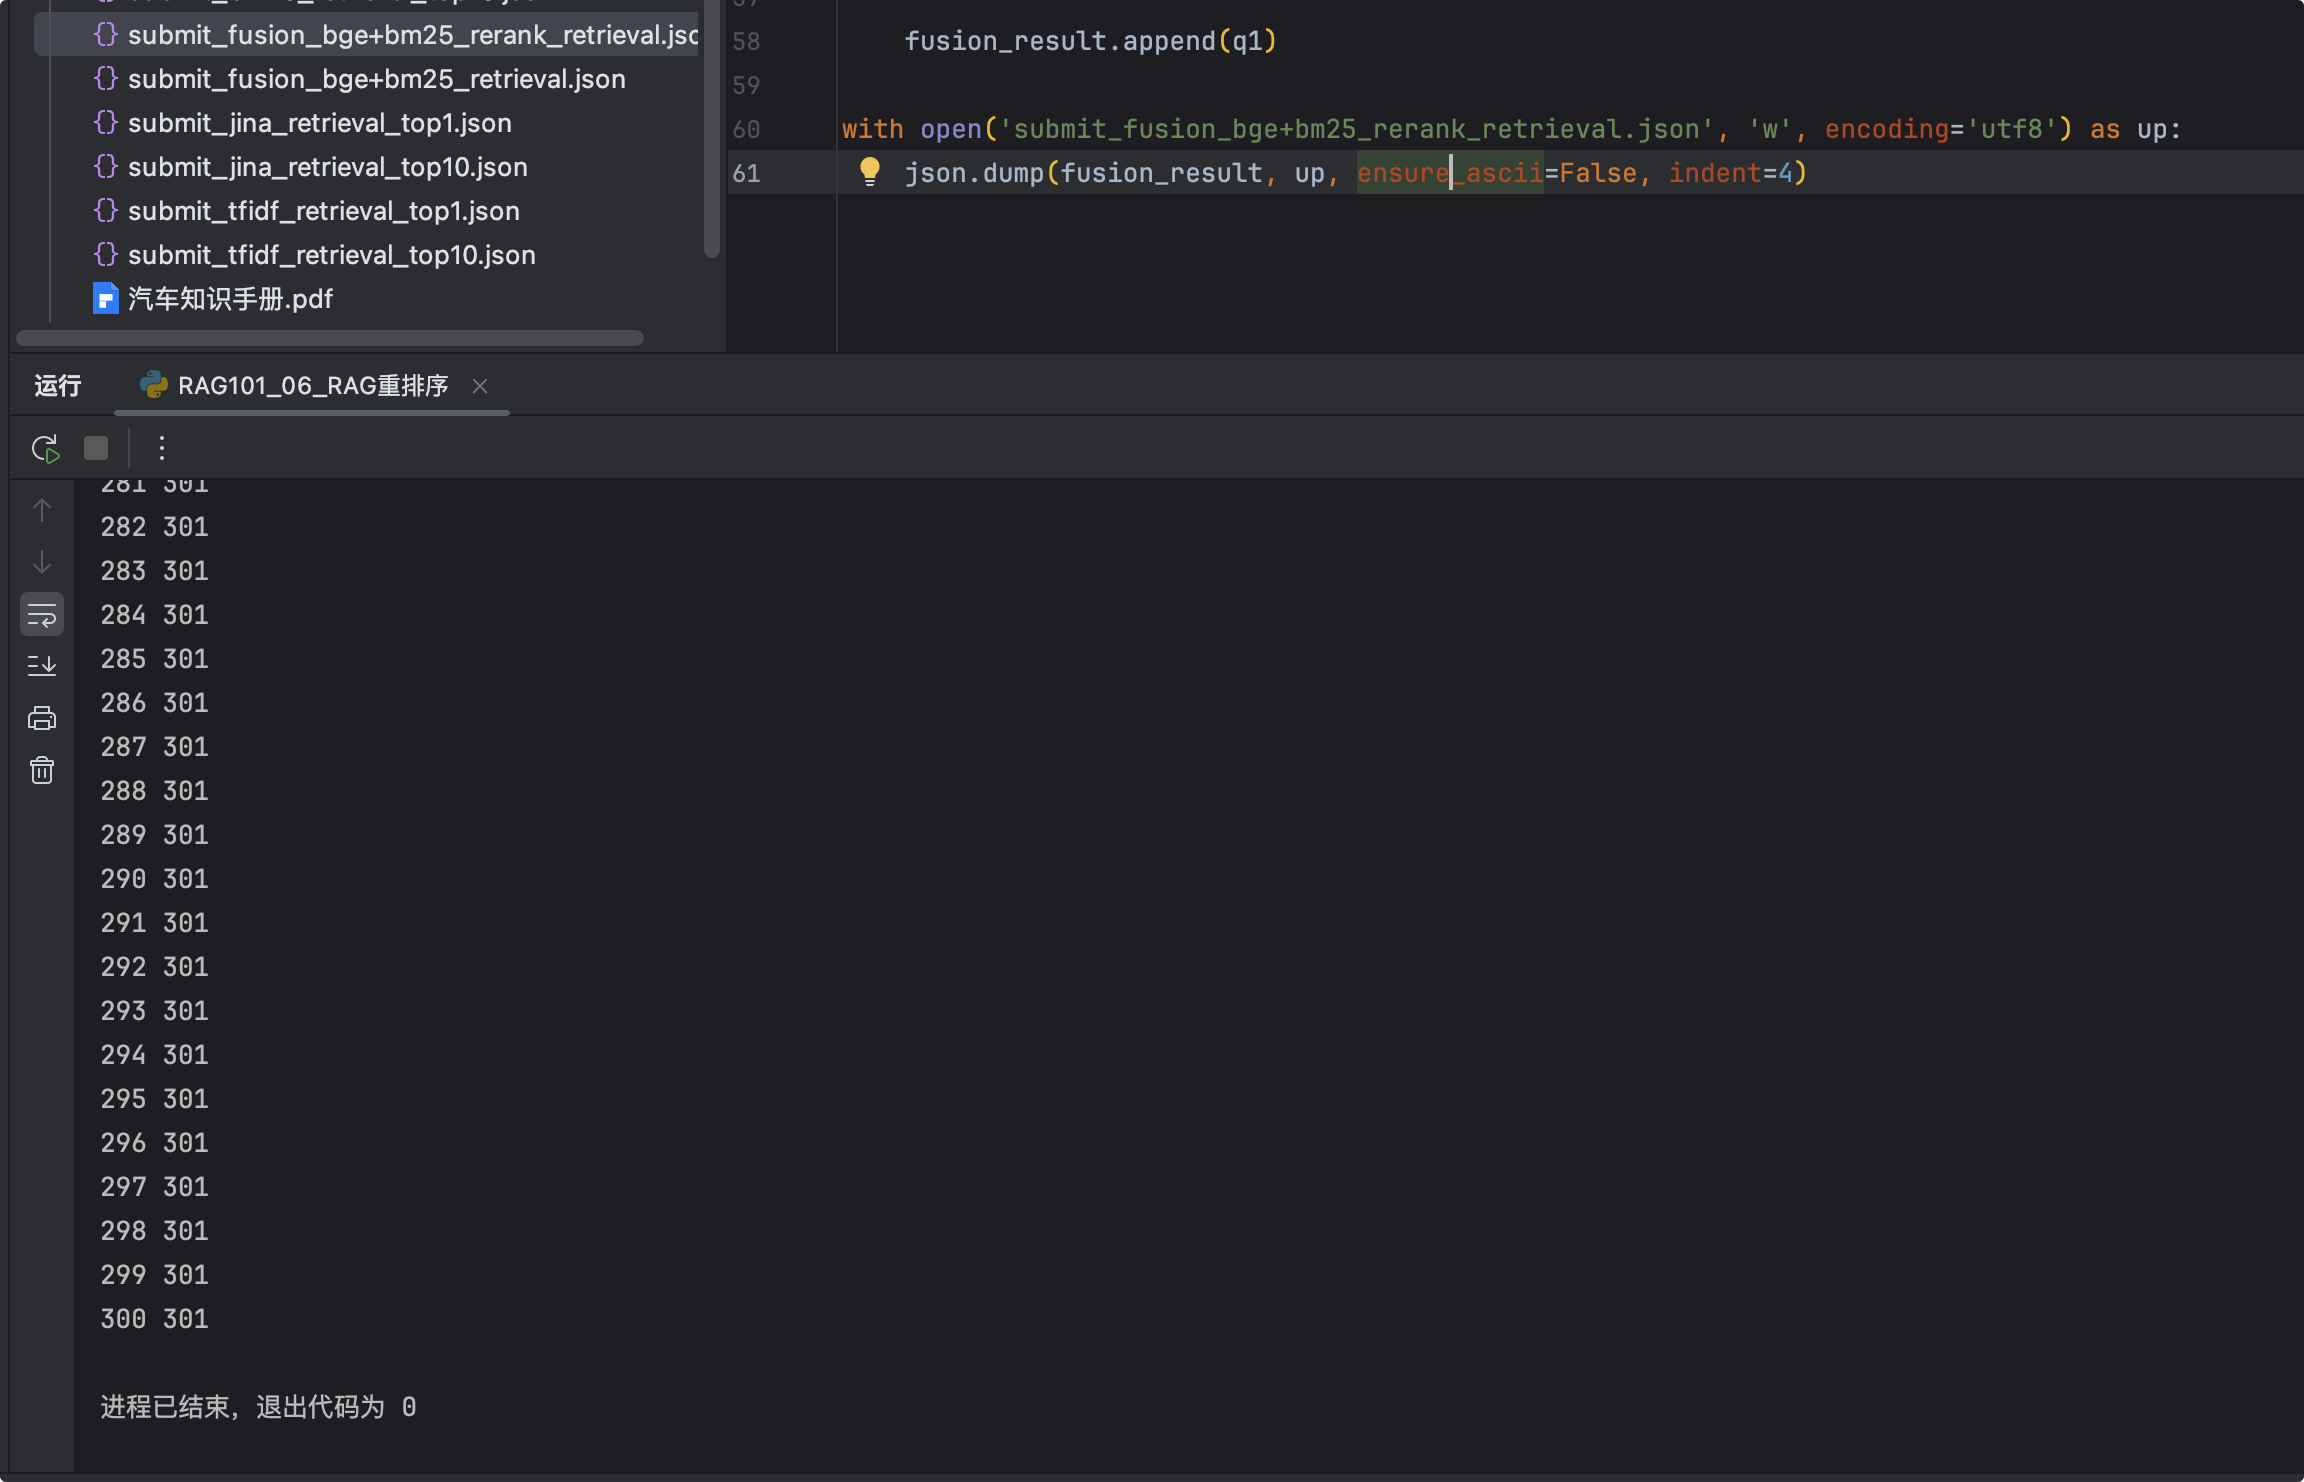 submit_fusion_bge+bm25_rerank_retrieval.jsc
submit_fusion_bge+bm25_retrieval.json
submit_jina_retrieval_top1.json
submit_jina_retrieval_top10.json
submit_tfidf_retrieval_top1.json
submit_tfidf_retrieval_top10.json
汽车知识手册.pdf
58 fusion_result.append(q1)
59
60 with open('submit_fusion_bge+bm25_rerank_retrieval.json', 'w', encoding='utf8') as up:
61 json.dump(fusion_result, up, ensure_ascii=False, indent=4)
运行 RAG101_06_RAG重排序
281 301
282 301
283 301
284 301
285 301
286 301
287 301
288 301
289 301
290 301
291 301
292 301
293 301
294 301
295 301
296 301
297 301
298 301
299 301
300 301
进程已结束，退出代码为 0